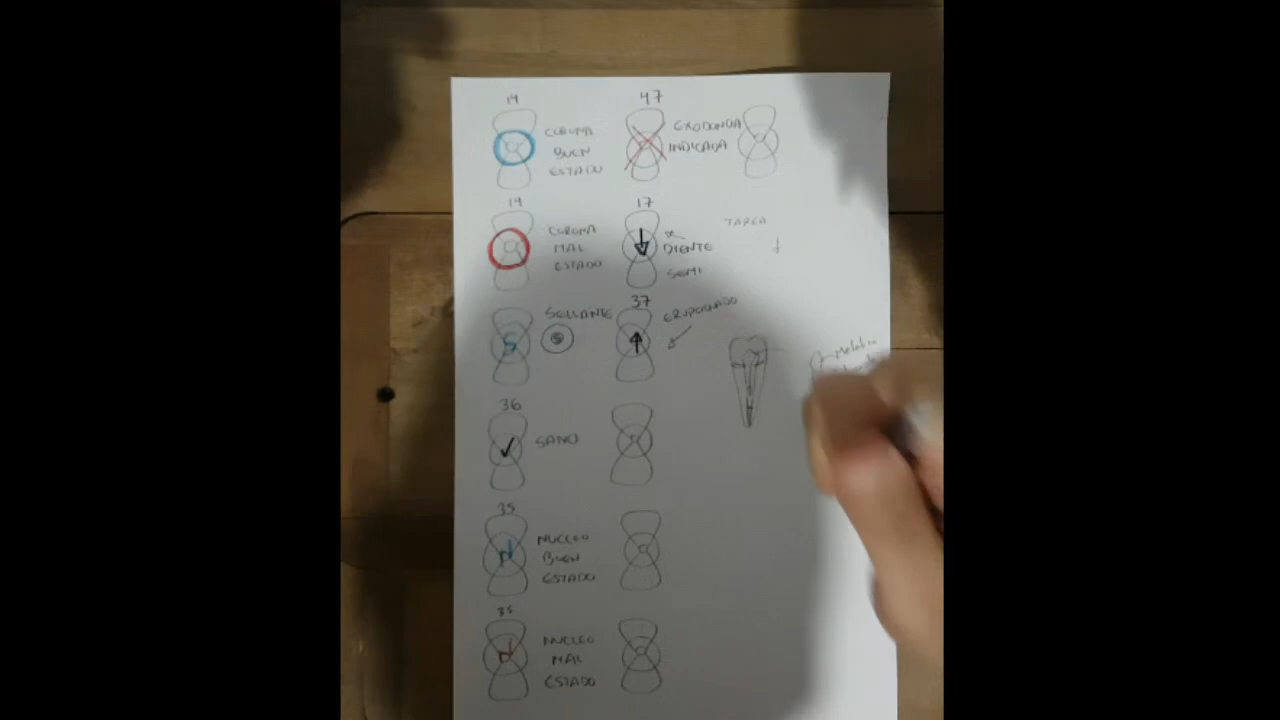 14
CORONA
BUEN
ESTADO
47
EXODONCIA
INDICADA
14
CORONA
MAL
ESTADO
17
DIENTE
SEMI
TAREA
SELLANTE
S
S
37
ERUPCIONADO
36
SANO
35
NUCLEO
BUEN
ESTADO
N
35
NUCLEO
MAL
ESTADO
N